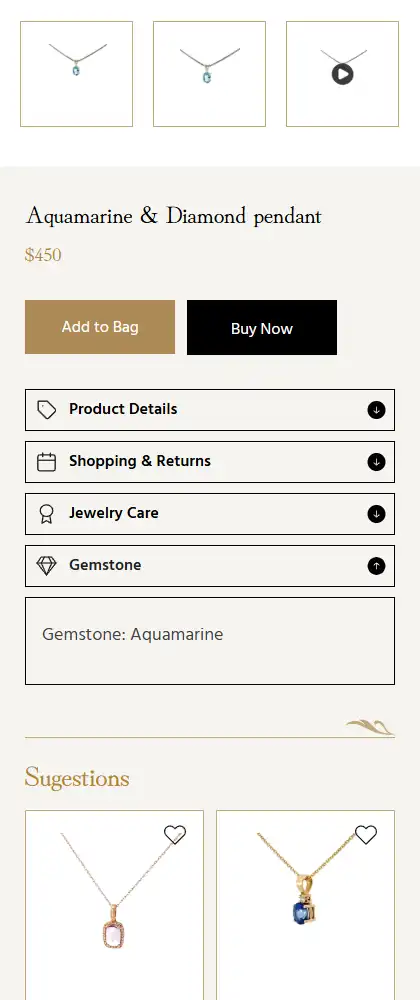 Aquamarine & Diamond pendant
$450
Add to Bag
Buy Now
Product Details
Shopping & Returns
Jewelry Care
Gemstone
Gemstone: Aquamarine
Sugestions